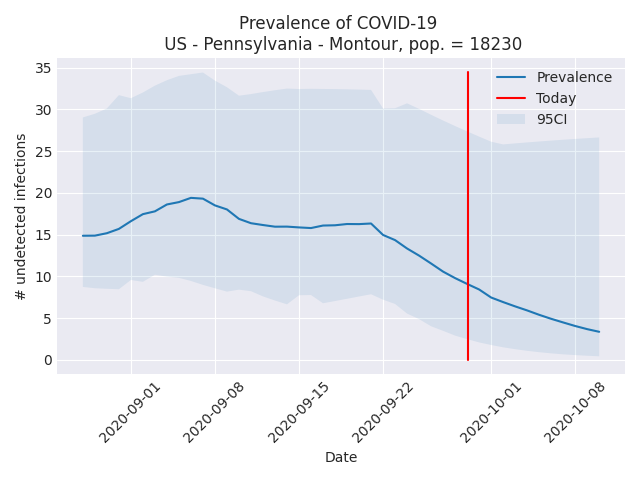 Prevalence of COVID-19
US - Pennsylvania - Montour, pop. = 18230
35
30
25
20
15
10
5
0
# undetected infections
Prevalence
Today
95CI
2020-09-01
2020-09-08
2020-09-15
2020-09-22
2020-10-01
2020-10-08
Date